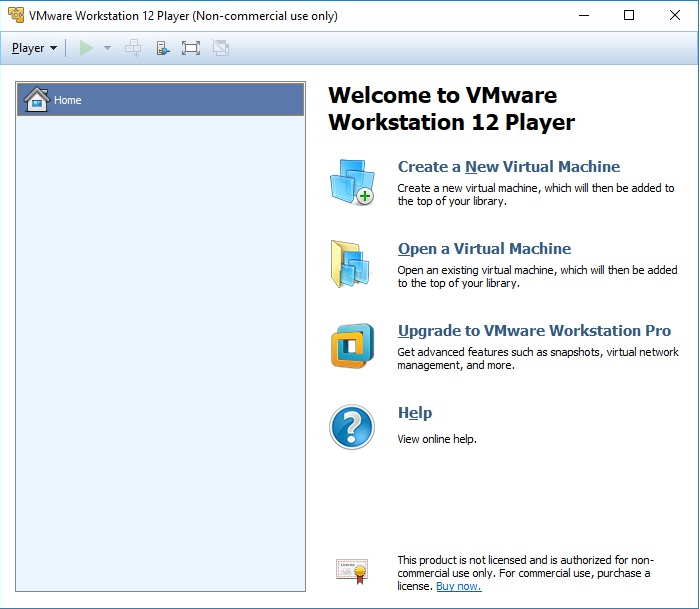 VMware Workstation 12 Player (Non-commercial use only)
Player
Home
Welcome to VMware
Workstation 12 Player
Create a New Virtual Machine
Create a new virtual machine, which will then be added to
the top of your library.
Open a Virtual Machine
Open an existing virtual machine, which will then be added
to the top of your library.
Upgrade to VMware Workstation Pro
Get advanced features such as snapshots, virtual network
management, and more.
Help
View online help.
This product is not licensed and is authorized for non-
commercial use only. For commercial use, purchase a
license. Buy now.